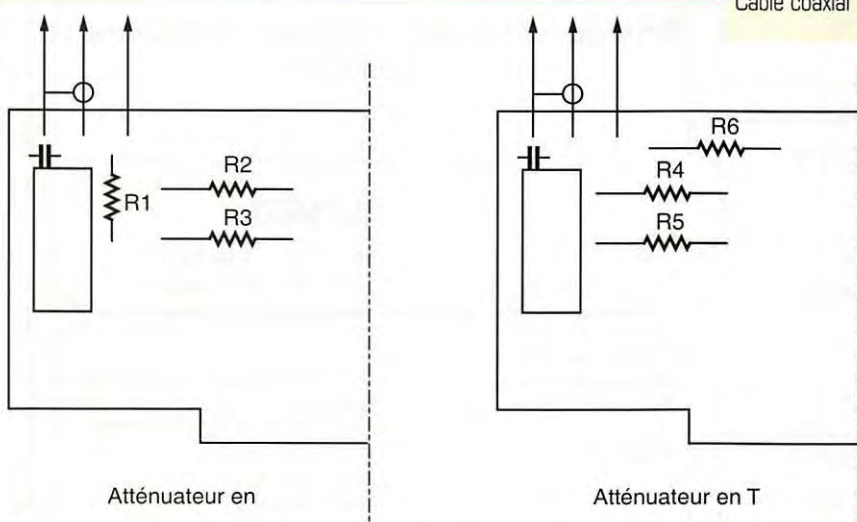 Câble coaxial
R1
R2
R3
R6
R4
R5
Atténuateur en
Atténuateur en T